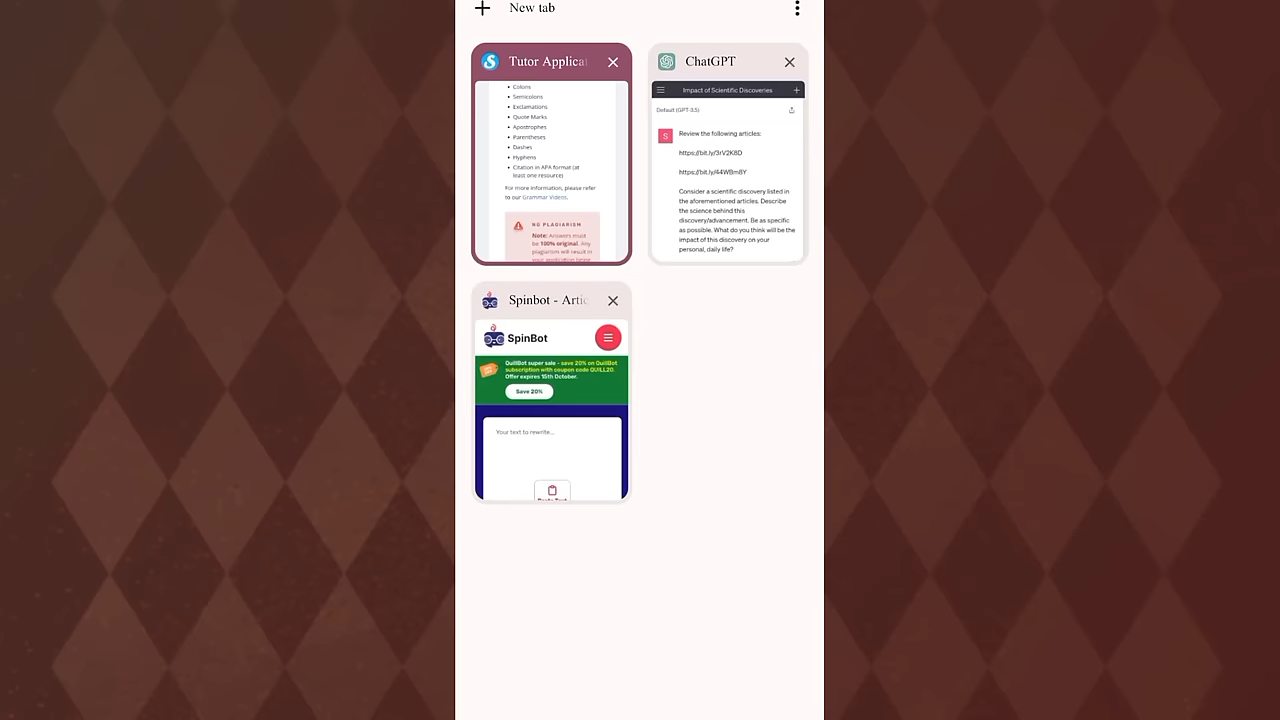 New tab
Tutor Applica
Colons
Semicolons
Exclamations
Quote Marks
Apostrophes
Parentheses
Dashes
Hyphens
Citation in APA format (at
least one resource)
For more information, please refer
to our Grammar Videos.
NO PLAGIARISM
Note: Answers must
be 100% original. Any
plagiarism will result in
your application being
ChatGPT
Impact of Scientific Discoveries
Default (GPT-3.5)
S
Review the following articles:
https://bit.ly/3rV2K8D
https://bit.ly/44WBm8Y
Consider a scientific discovery listed in
the aforementioned articles. Describe
the science behind this
discovery/advancement. Be as specific
as possible. What do you think will be the
impact of this discovery on your
personal, daily life?
Spinbot - Artic
SpinBot
QuillBot super sale - save 20% on QuillBot
subscription with coupon code QUILL20.
Offer expires 15th October.
Save 20%
Your text to rewrite...
Paste Text